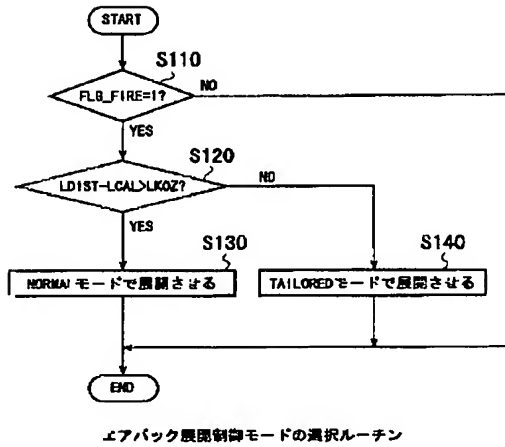 START
S110
FLG_FIRE=1?
NO
YES
S120
LDIST-LCAL>LKOZ?
NO
YES
S130
S140
NORMALモードで展開させる
TAILOREDモードで展開させる
END
エアバック展開制御モードの選択ルーチン